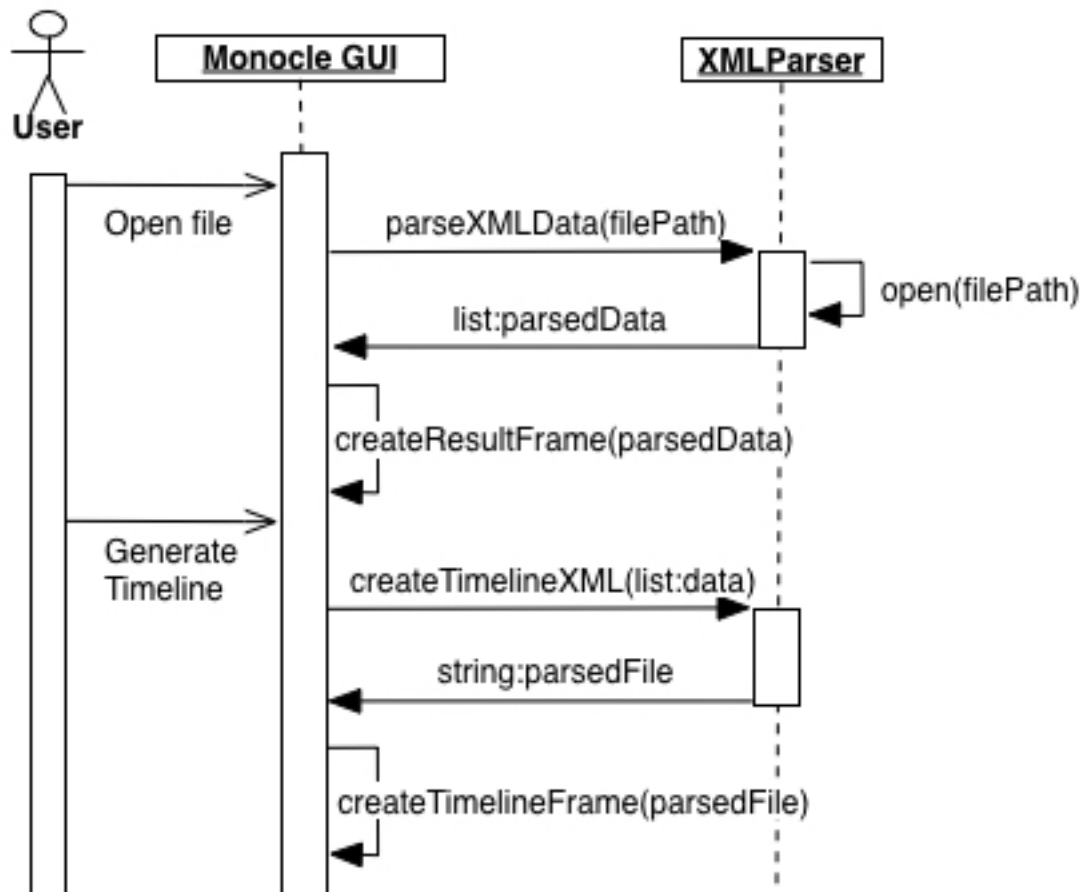 Monocle GUI
XMLParser
User
Open file
parseXMLData(filePath)
open(filePath)
list:parsedData
createResultFrame(parsedData)
Generate
Timeline
createTimelineXML(list:data)
string:parsedFile
createTimelineFrame(parsedFile)